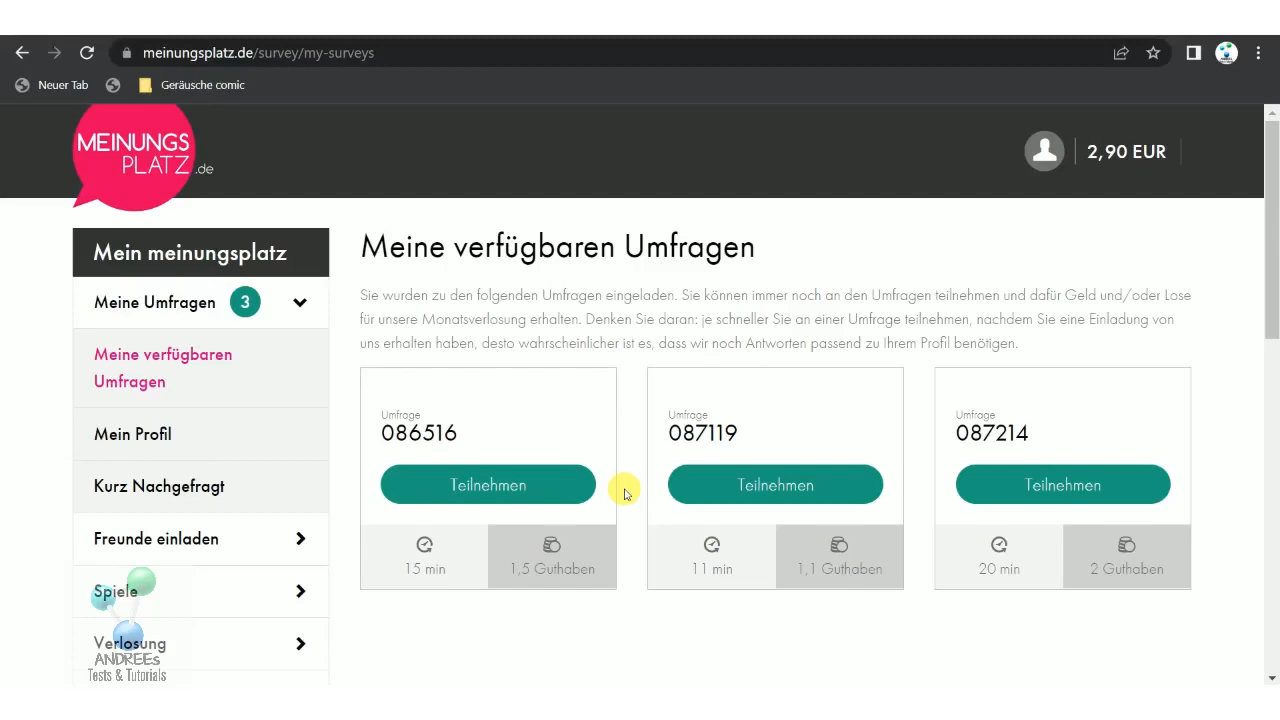 meinungsplatz.de/survey/my-surveys
Neuer Tab
Geräusche comic
MEINUNGS
PLATZ.de
2,90 EUR
Mein meinungsplatz
Meine Umfragen 3
Meine verfügbaren
Umfragen
Mein Profil
Kurz Nachgefragt
Freunde einladen
Spiele
Verlosung
ANDREEs
Tests & Tutorials
Meine verfügbaren Umfragen
Sie wurden zu den folgenden Umfragen eingeladen. Sie können immer noch an den Umfragen teilnehmen und dafür Geld und/oder Lose
für unsere Monatsverlosung erhalten. Denken Sie daran: je schneller Sie an einer Umfrage teilnehmen, nachdem Sie eine Einladung von
uns erhalten haben, desto wahrscheinlicher ist es, dass wir noch Antworten passend zu Ihrem Profil benötigen.
Umfrage
086516
Teilnehmen
15 min
1,5 Guthaben
Umfrage
087119
Teilnehmen
11 min
1,1 Guthaben
Umfrage
087214
Teilnehmen
20 min
2 Guthaben